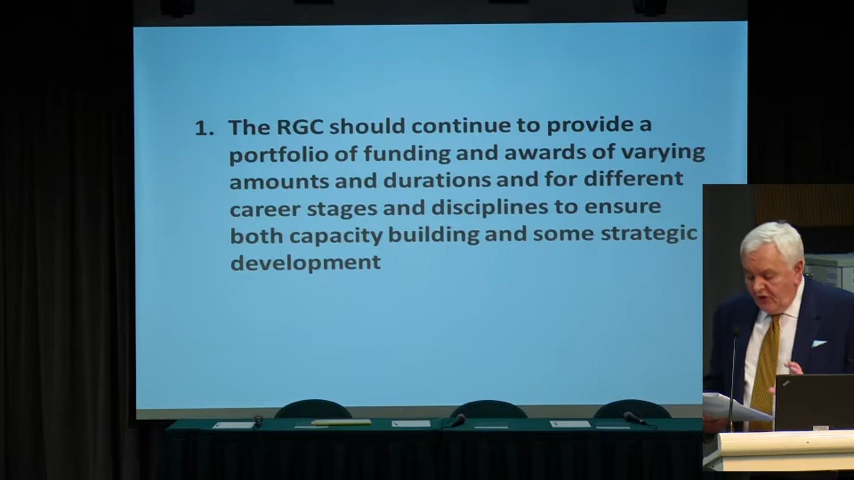 1. The RGC should continue to provide a
portfolio of funding and awards of varying
amounts and durations and for different
career stages and disciplines to ensure
both capacity building and some strategic
development